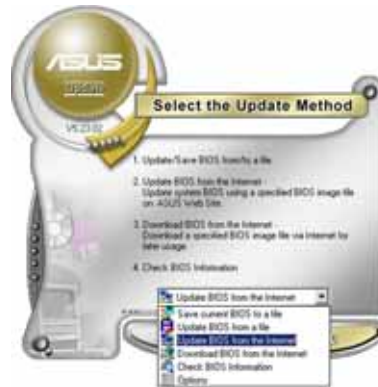 ASUS
Update
Select the Update Method
1. Update/Save BIOS from/to a file
2. Update BIOS from the Internet -
Update system BIOS using a specified BIOS image file
on ASUS Web Site.
3. Download BIOS from the Internet -
Download a specified BIOS image file via Internet for
later usage.
4. Check BIOS Information
Update BIOS from the Internet
Save current BIOS to a file
Update BIOS from a file
Update BIOS from the Internet
Download BIOS from the Internet
Check BIOS Information
Options